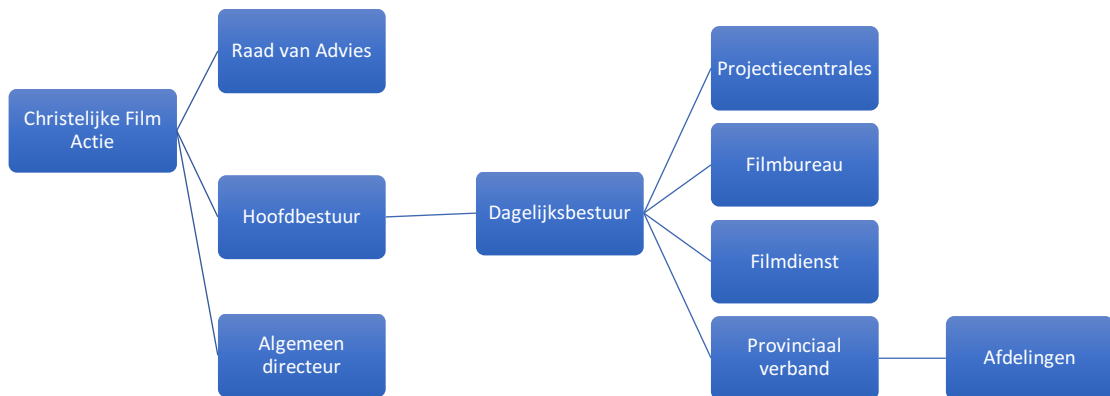 Christelijke Film
Actie
Raad van Advies
Hoofdbestuur
Algemeen
directeur
Dagelijksbestuur
Projectiecentrales
Filmbureau
Filmdienst
Provinciaal
verband
Afdelingen